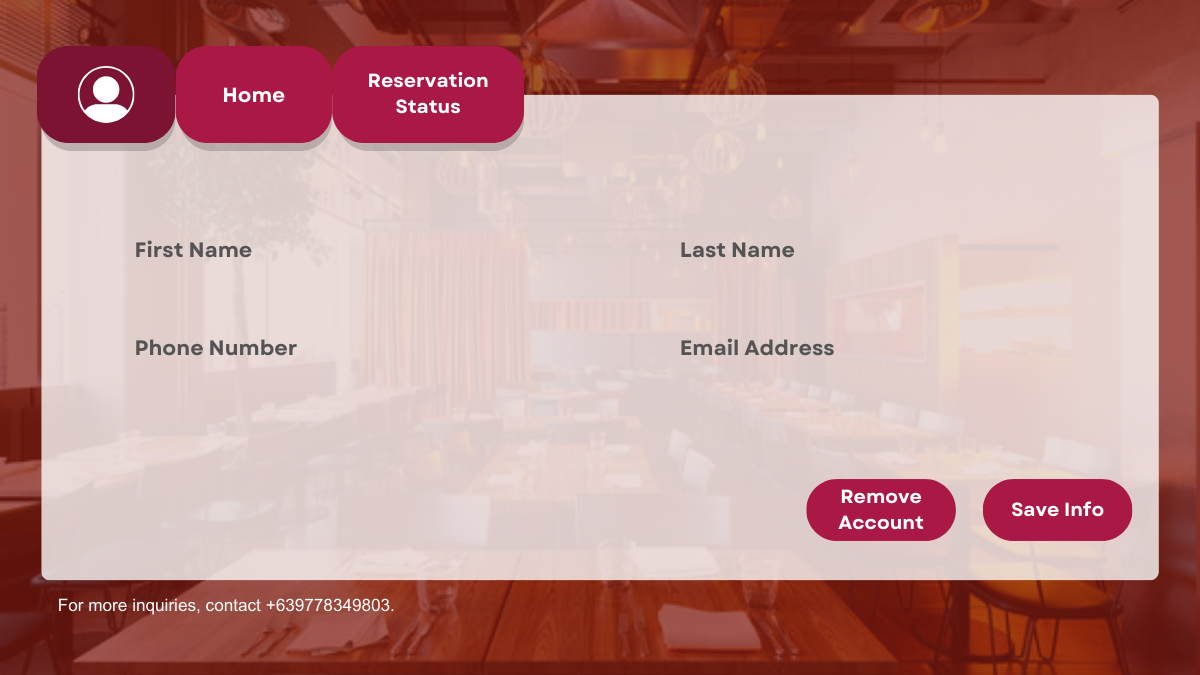 Home
Reservation
Status
First Name
Last Name
Phone Number
Email Address
Remove
Account
Save Info
For more inquiries, contact +639778349803.